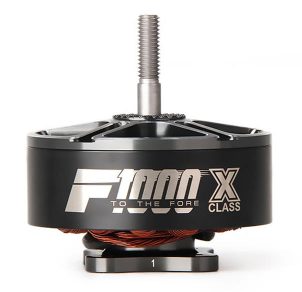 F1000 X
TO THE FORE CLASS
1